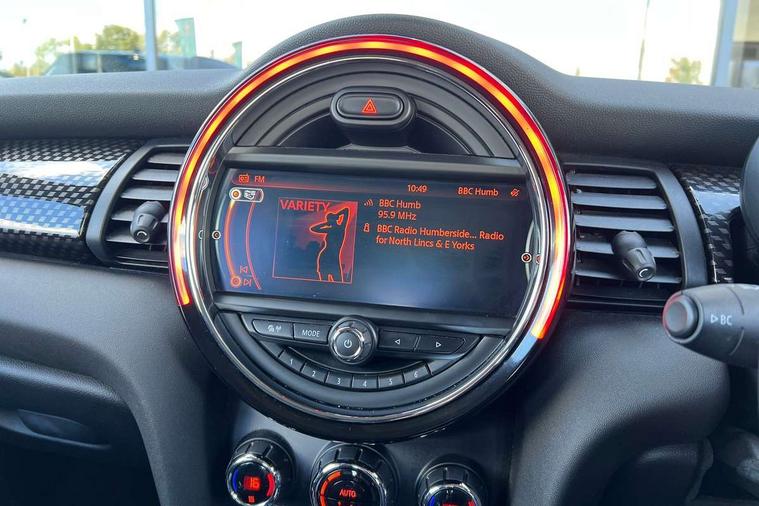 FM
10:49
BBC Humb
VARIETY
BBC Humb
95.9 MHz
BBC Radio Humberside... Radio
for North Lincs & E Yorks
MODE
1 2 3 4 5 6
BC
16
AUTO